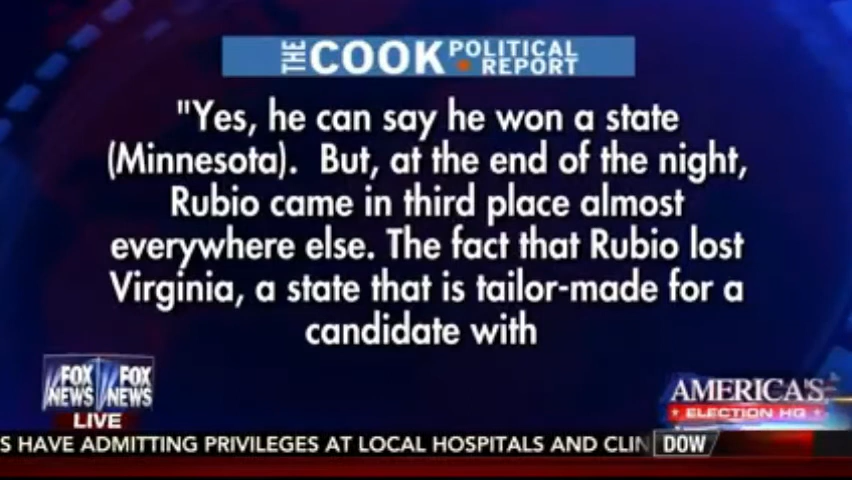 THE COOK POLITICAL REPORT
"Yes, he can say he won a state
(Minnesota).  But, at the end of the night,
Rubio came in third place almost
everywhere else. The fact that Rubio lost
Virginia, a state that is tailor-made for a
candidate with
FOX NEWS FOX NEWS
LIVE
AMERICA'S
ELECTION HQ
S HAVE ADMITTING PRIVILEGES AT LOCAL HOSPITALS AND CLIN DOW